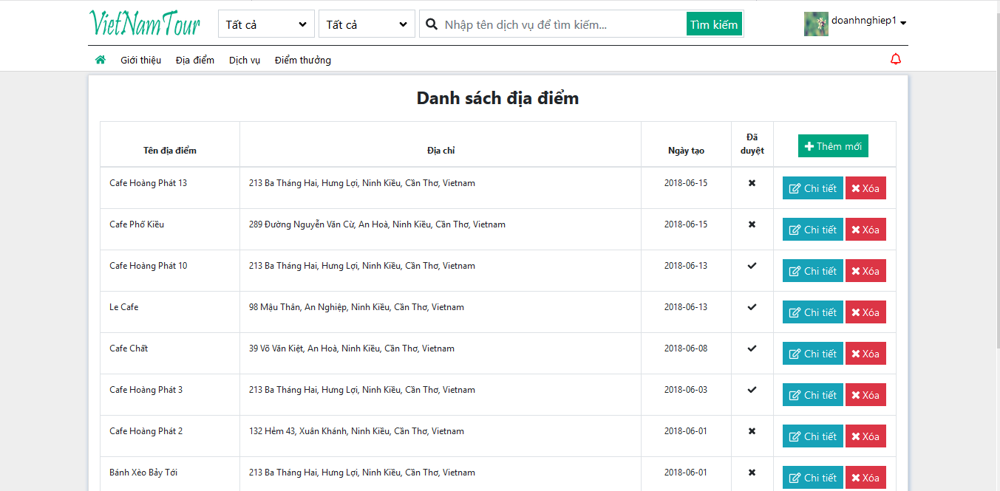 VietNamTour Tất cả Tất cả Nhập tên dịch vụ để tìm kiếm... Tìm kiếm doanhnghiep1
Giới thiệu Địa điểm Dịch vụ Điểm thưởng
Danh sách địa điểm
Tên địa điểm Địa chỉ Ngày tạo Đã duyệt Thêm mới
Cafe Hoàng Phát 13 213 Ba Tháng Hai, Hưng Lợi, Ninh Kiều, Cần Thơ, Vietnam 2018-06-15 Chi tiết Xóa
Cafe Phố Kiều 289 Đường Nguyễn Văn Cừ, An Hoà, Ninh Kiều, Cần Thơ, Vietnam 2018-06-15 Chi tiết Xóa
Cafe Hoàng Phát 10 213 Ba Tháng Hai, Hưng Lợi, Ninh Kiều, Cần Thơ, Vietnam 2018-06-13 Chi tiết Xóa
Le Cafe 98 Mậu Thân, An Nghiệp, Ninh Kiều, Cần Thơ, Vietnam 2018-06-13 Chi tiết Xóa
Cafe Chất 39 Võ Văn Kiệt, An Hoà, Ninh Kiều, Cần Thơ, Vietnam 2018-06-08 Chi tiết Xóa
Cafe Hoàng Phát 3 213 Ba Tháng Hai, Hưng Lợi, Ninh Kiều, Cần Thơ, Vietnam 2018-06-03 Chi tiết Xóa
Cafe Hoàng Phát 2 132 Hẻm 43, Xuân Khánh, Ninh Kiều, Cần Thơ, Vietnam 2018-06-01 Chi tiết Xóa
Bánh Xèo Bảy Tới 213 Ba Tháng Hai, Hưng Lợi, Ninh Kiều, Cần Thơ, Vietnam 2018-06-01 Chi tiết Xóa